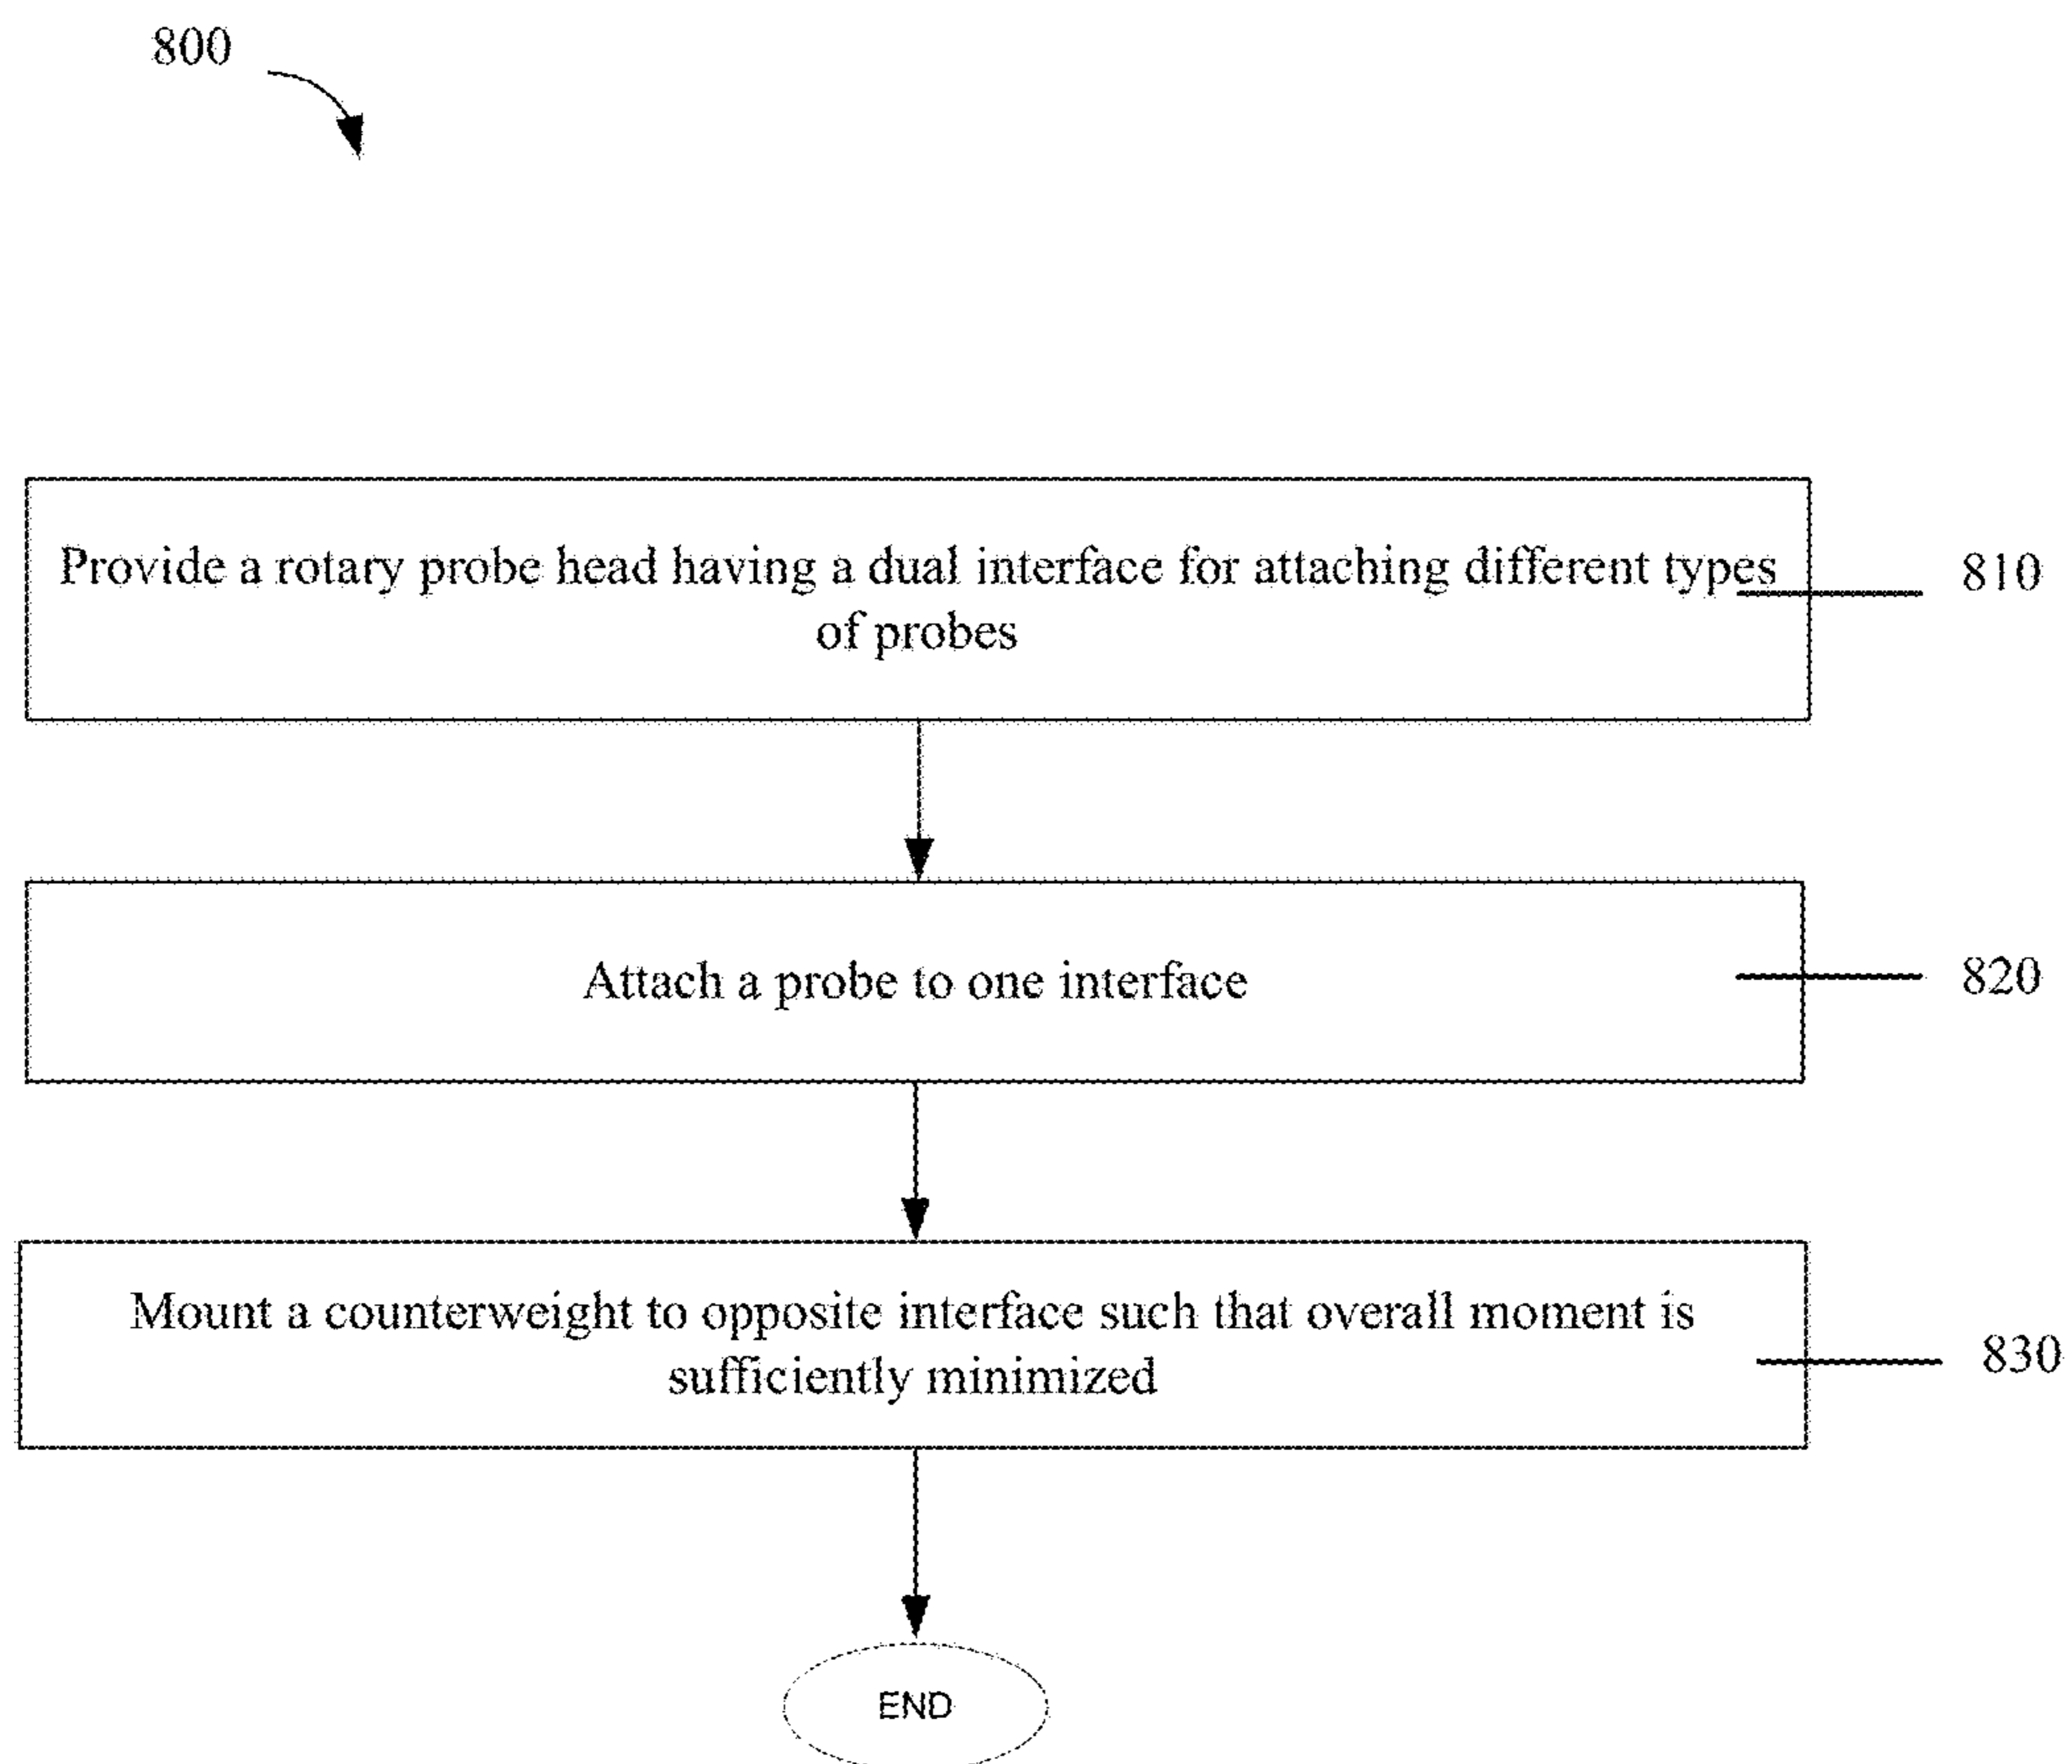 800
Provide a rotary probe head having a dual interface for attaching different types
of probes
810
Attach a probe to one interface
820
Mount a counterweight to opposite interface such that overall moment is
sufficiently minimized
830
END